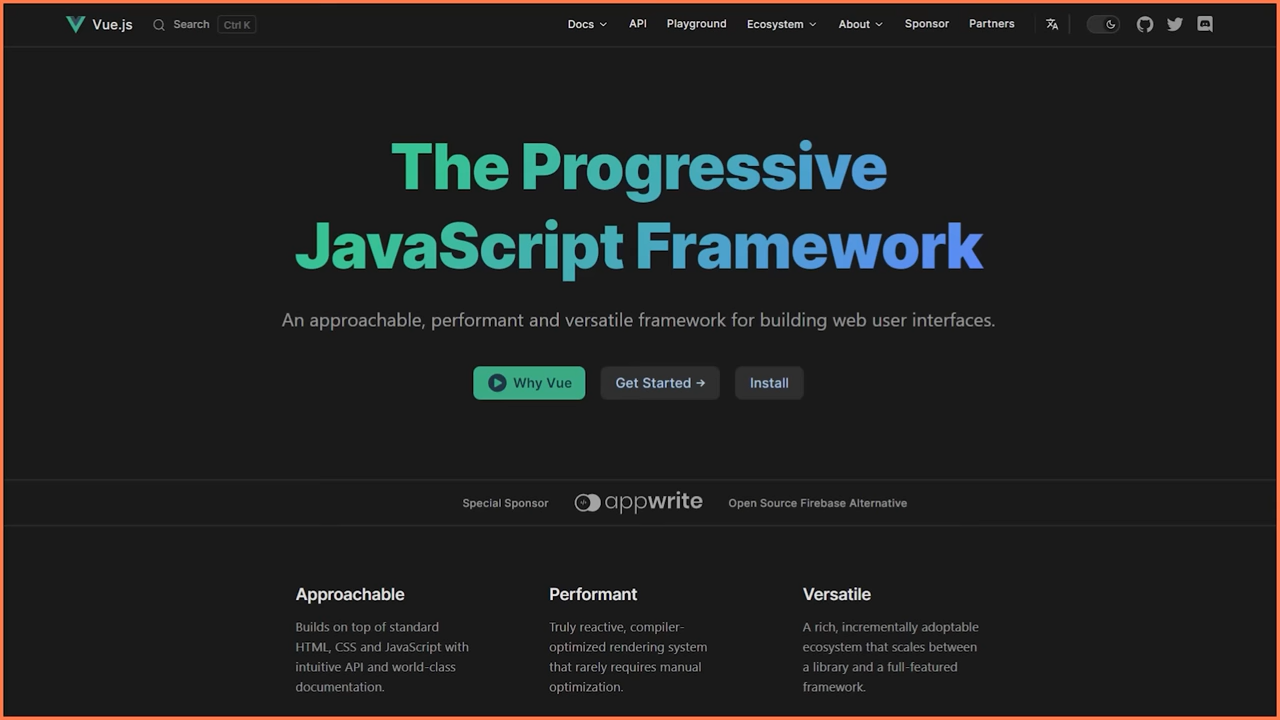 Vue.js Search Ctrl K Docs API Playground Ecosystem About Sponsor Partners
The Progressive
JavaScript Framework
An approachable, performant and versatile framework for building web user interfaces.
Why Vue Get Started → Install
Special Sponsor appwrite Open Source Firebase Alternative
Approachable
Builds on top of standard
HTML, CSS and JavaScript with
intuitive API and world-class
documentation.
Performant
Truly reactive, compiler-
optimized rendering system
that rarely requires manual
optimization.
Versatile
A rich, incrementally adoptable
ecosystem that scales between
a library and a full-featured
framework.